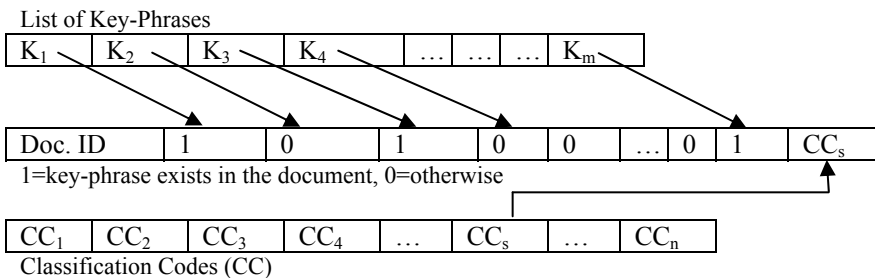 List of Key-Phrases
K₁ K₂ K₃ K₄ … … … Kₘ
Doc. ID 1 0 1 0 0 … 0 1 CCₛ
1=key-phrase exists in the document, 0=otherwise
CC₁ CC₂ CC₃ CC₄ … CCₛ … CCₙ
Classification Codes (CC)